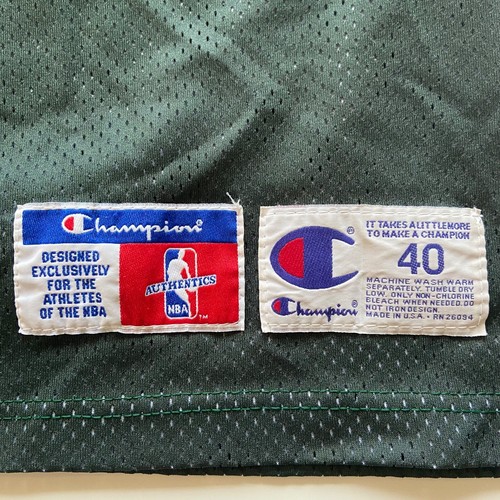 Champion
DESIGNED
EXCLUSIVELY
FOR THE
ATHLETES
OF THE NBA
AUTHENTICS
NBA
TM
IT TAKES A LITTLE MORE
TO MAKE A CHAMPION
40
MACHINE WASH WARM
SEPARATELY. TUMBLE DRY
LOW. ONLY NON-CHLORINE
BLEACH WHEN NEEDED. DO
NOT IRON DESIGN.
MADE IN U.S.A. • RN 26094
Champion